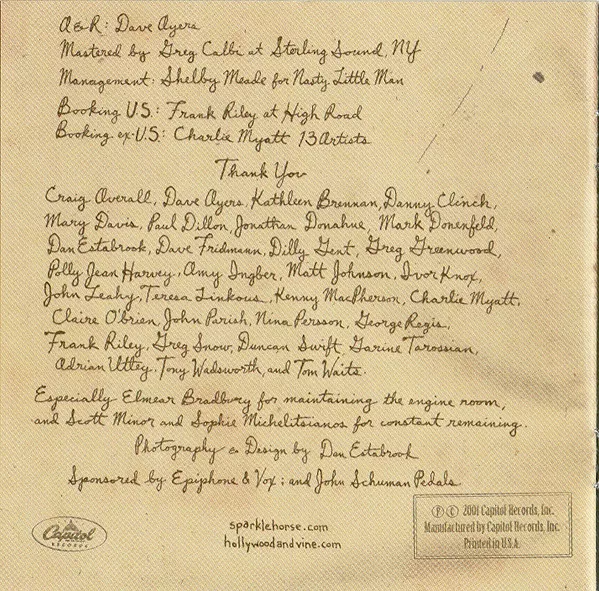 A&R: Dave Ayers
Mastered by Greg Calbi at Sterling Sound, NY
Management: Shelby Meade for Nasty Little Man
Booking U.S.: Frank Riley at High Road
Booking ex-U.S.: Charlie Myatt 13 Artists
Thank You
Craig Overall, Dave Ayers, Kathleen Brennan, Danny Clinch,
Mary Davis, Paul Dillon, Jonathan Donahue, Mark Donenfeld,
Dan Estabrook, Dave Fridmann, Dilly Gent, Greg Greenwood,
Polly Jean Harvey, Amy Ingber, Matt Johnson, Ivor Knox,
John Leahy, Teresa Linkous, Kenny MacPherson, Charlie Myatt,
Claire O'brien, John Parish, Nina Persson, George Regis,
Frank Riley, Greg Snow, Duncan Swift, Garine Tarossian,
Adrian Uttley, Tony Wadsworth, and Tom Waits.
Especially Elmear Bradbury for maintaining the engine room,
and Scott Minor and Sophie Michelitsianos for constant remaining.
Photography & Design by Dan Estabrook
Sponsored by Epiphone & Vox; and John Schuman Pedals
Capitol
RECORDS
sparklehorse.com
hollywoodandvine.com
℗ © 2001 Capitol Records, Inc.
Manufactured by Capitol Records, Inc.
Printed in U.S.A.